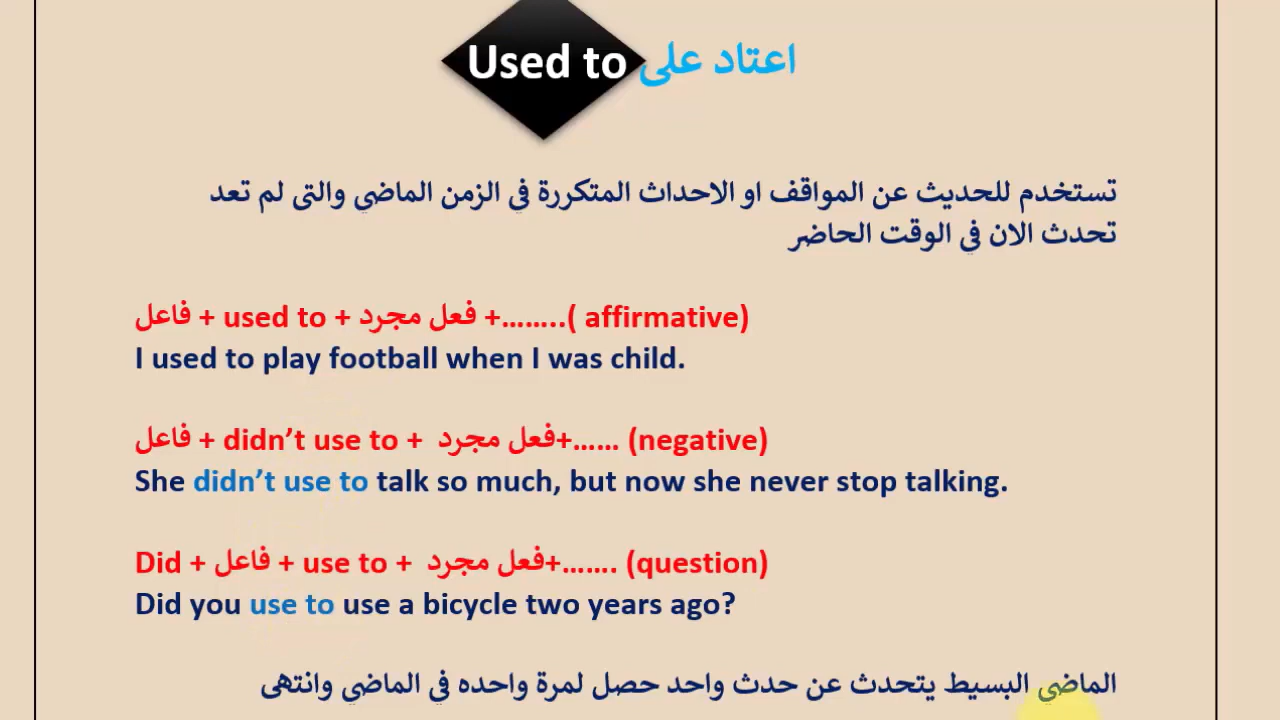 Used to اعتاد على
تستخدم للحديث عن المواقف او الاحداث المتكررة في الزمن الماضي والتى لم تعد
تحدث الان في الوقت الحاضر
فاعل + used to + فعل مجرد +……..( affirmative)
I used to play football when I was child.
فاعل + didn’t use to + فعل مجرد +…… (negative)
She didn’t use to talk so much, but now she never stop talking.
Did + فاعل + use to + فعل مجرد +……. (question)
Did you use to use a bicycle two years ago?
الماضي البسيط يتحدث عن حدث واحد حصل لمرة واحده في الماضي وانتهى